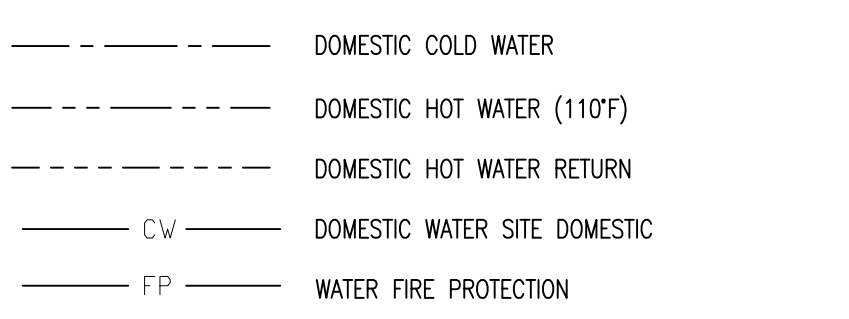 DOMESTIC COLD WATER
DOMESTIC HOT WATER (110°F)
DOMESTIC HOT WATER RETURN
CW DOMESTIC WATER SITE DOMESTIC
FP WATER FIRE PROTECTION